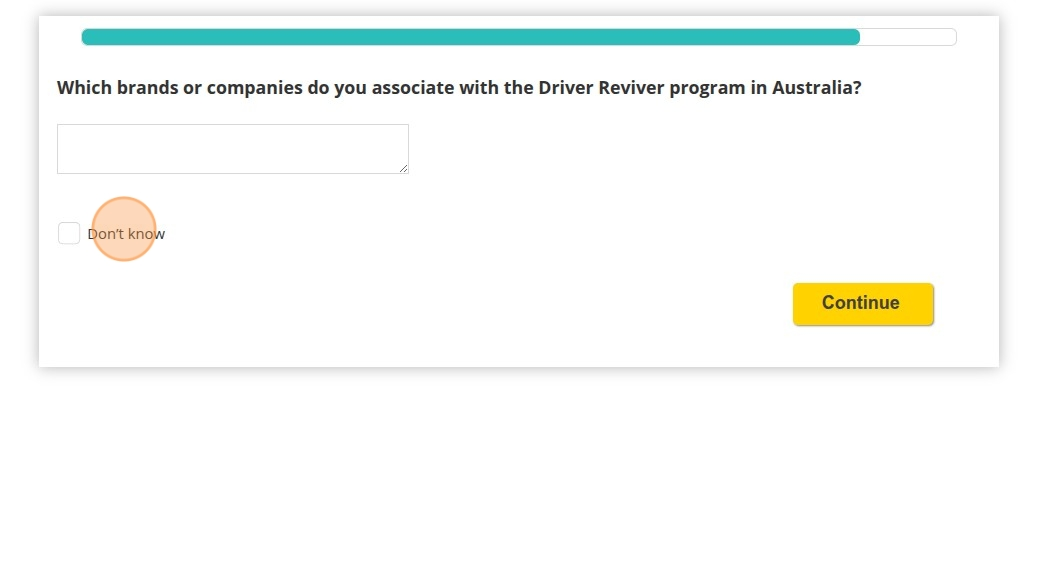 Which brands or companies do you associate with the Driver Reviver program in Australia?
Don't know
Continue